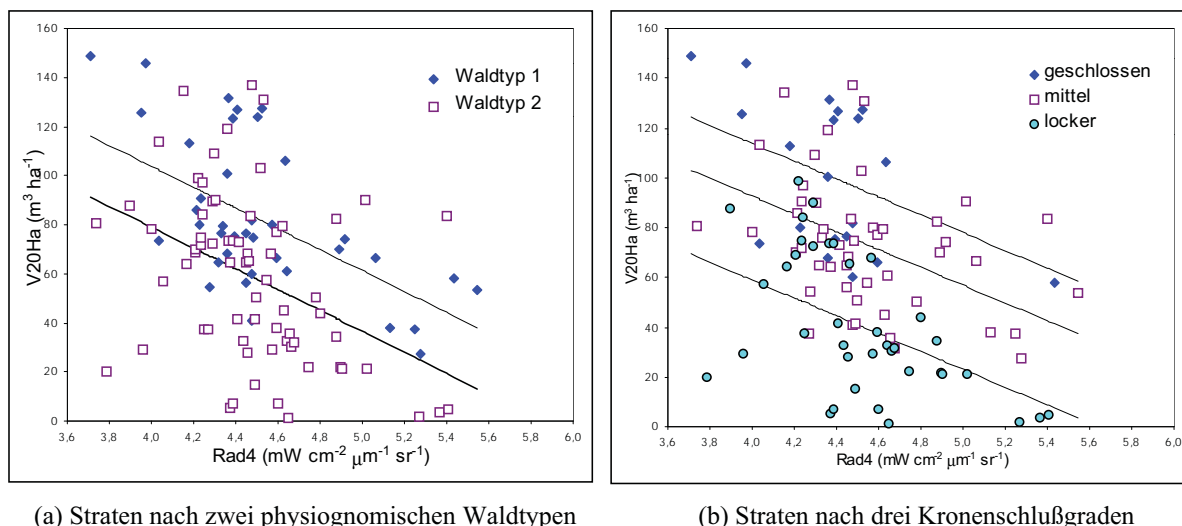 160
140
120
100
80
60
40
20
0
V20Ha (m³ ha⁻¹)
Waldtyp 1
Waldtyp 2
3,6 3,8 4,0 4,2 4,4 4,6 4,8 5,0 5,2 5,4 5,6 5,8 6,0
Rad4 (mW cm⁻² µm⁻¹ sr⁻¹)
160
140
120
100
80
60
40
20
0
V20Ha (m³ ha⁻¹)
geschlossen
mittel
locker
3,6 3,8 4,0 4,2 4,4 4,6 4,8 5,0 5,2 5,4 5,6 5,8 6,0
Rad4 (mW cm⁻² µm⁻¹ sr⁻¹)
(a) Straten nach zwei physiognomischen Waldtypen
(b) Straten nach drei Kronenschlußgraden